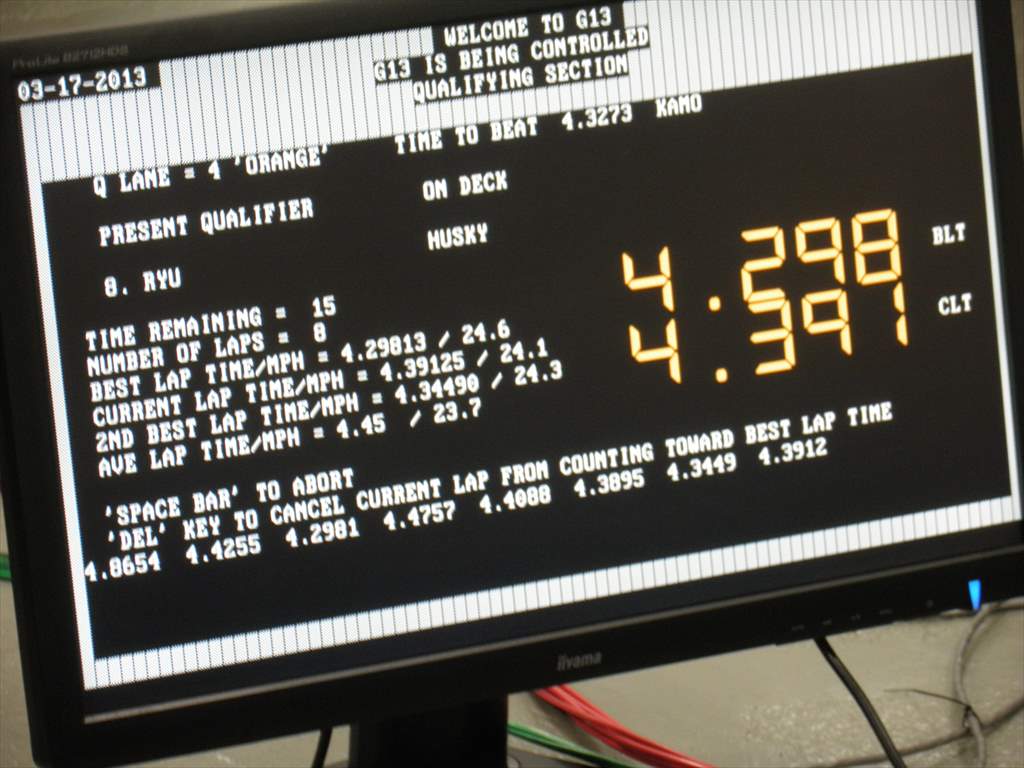 ProLite B2712HDS
WELCOME TO G13
03-17-2013
G13 IS BEING CONTROLLED
QUALIFYING SECTION
Q LANE = 4 'ORANGE'
TIME TO BEAT 4.3273 KAMO
PRESENT QUALIFIER
ON DECK
8. RYU
HUSKY
4.298 BLT
4.391 CLT
TIME REMAINING = 15
NUMBER OF LAPS = 8
BEST LAP TIME/MPH = 4.29813 / 24.6
CURRENT LAP TIME/MPH = 4.39125 / 24.1
2ND BEST LAP TIME/MPH = 4.34490 / 24.3
AVE LAP TIME/MPH = 4.45 / 23.7
'SPACE BAR' TO ABORT
'DEL' KEY TO CANCEL CURRENT LAP FROM COUNTING TOWARD BEST LAP TIME
4.8654 4.4255 4.2981 4.4757 4.4088 4.3895 4.3449 4.3912
iiyama